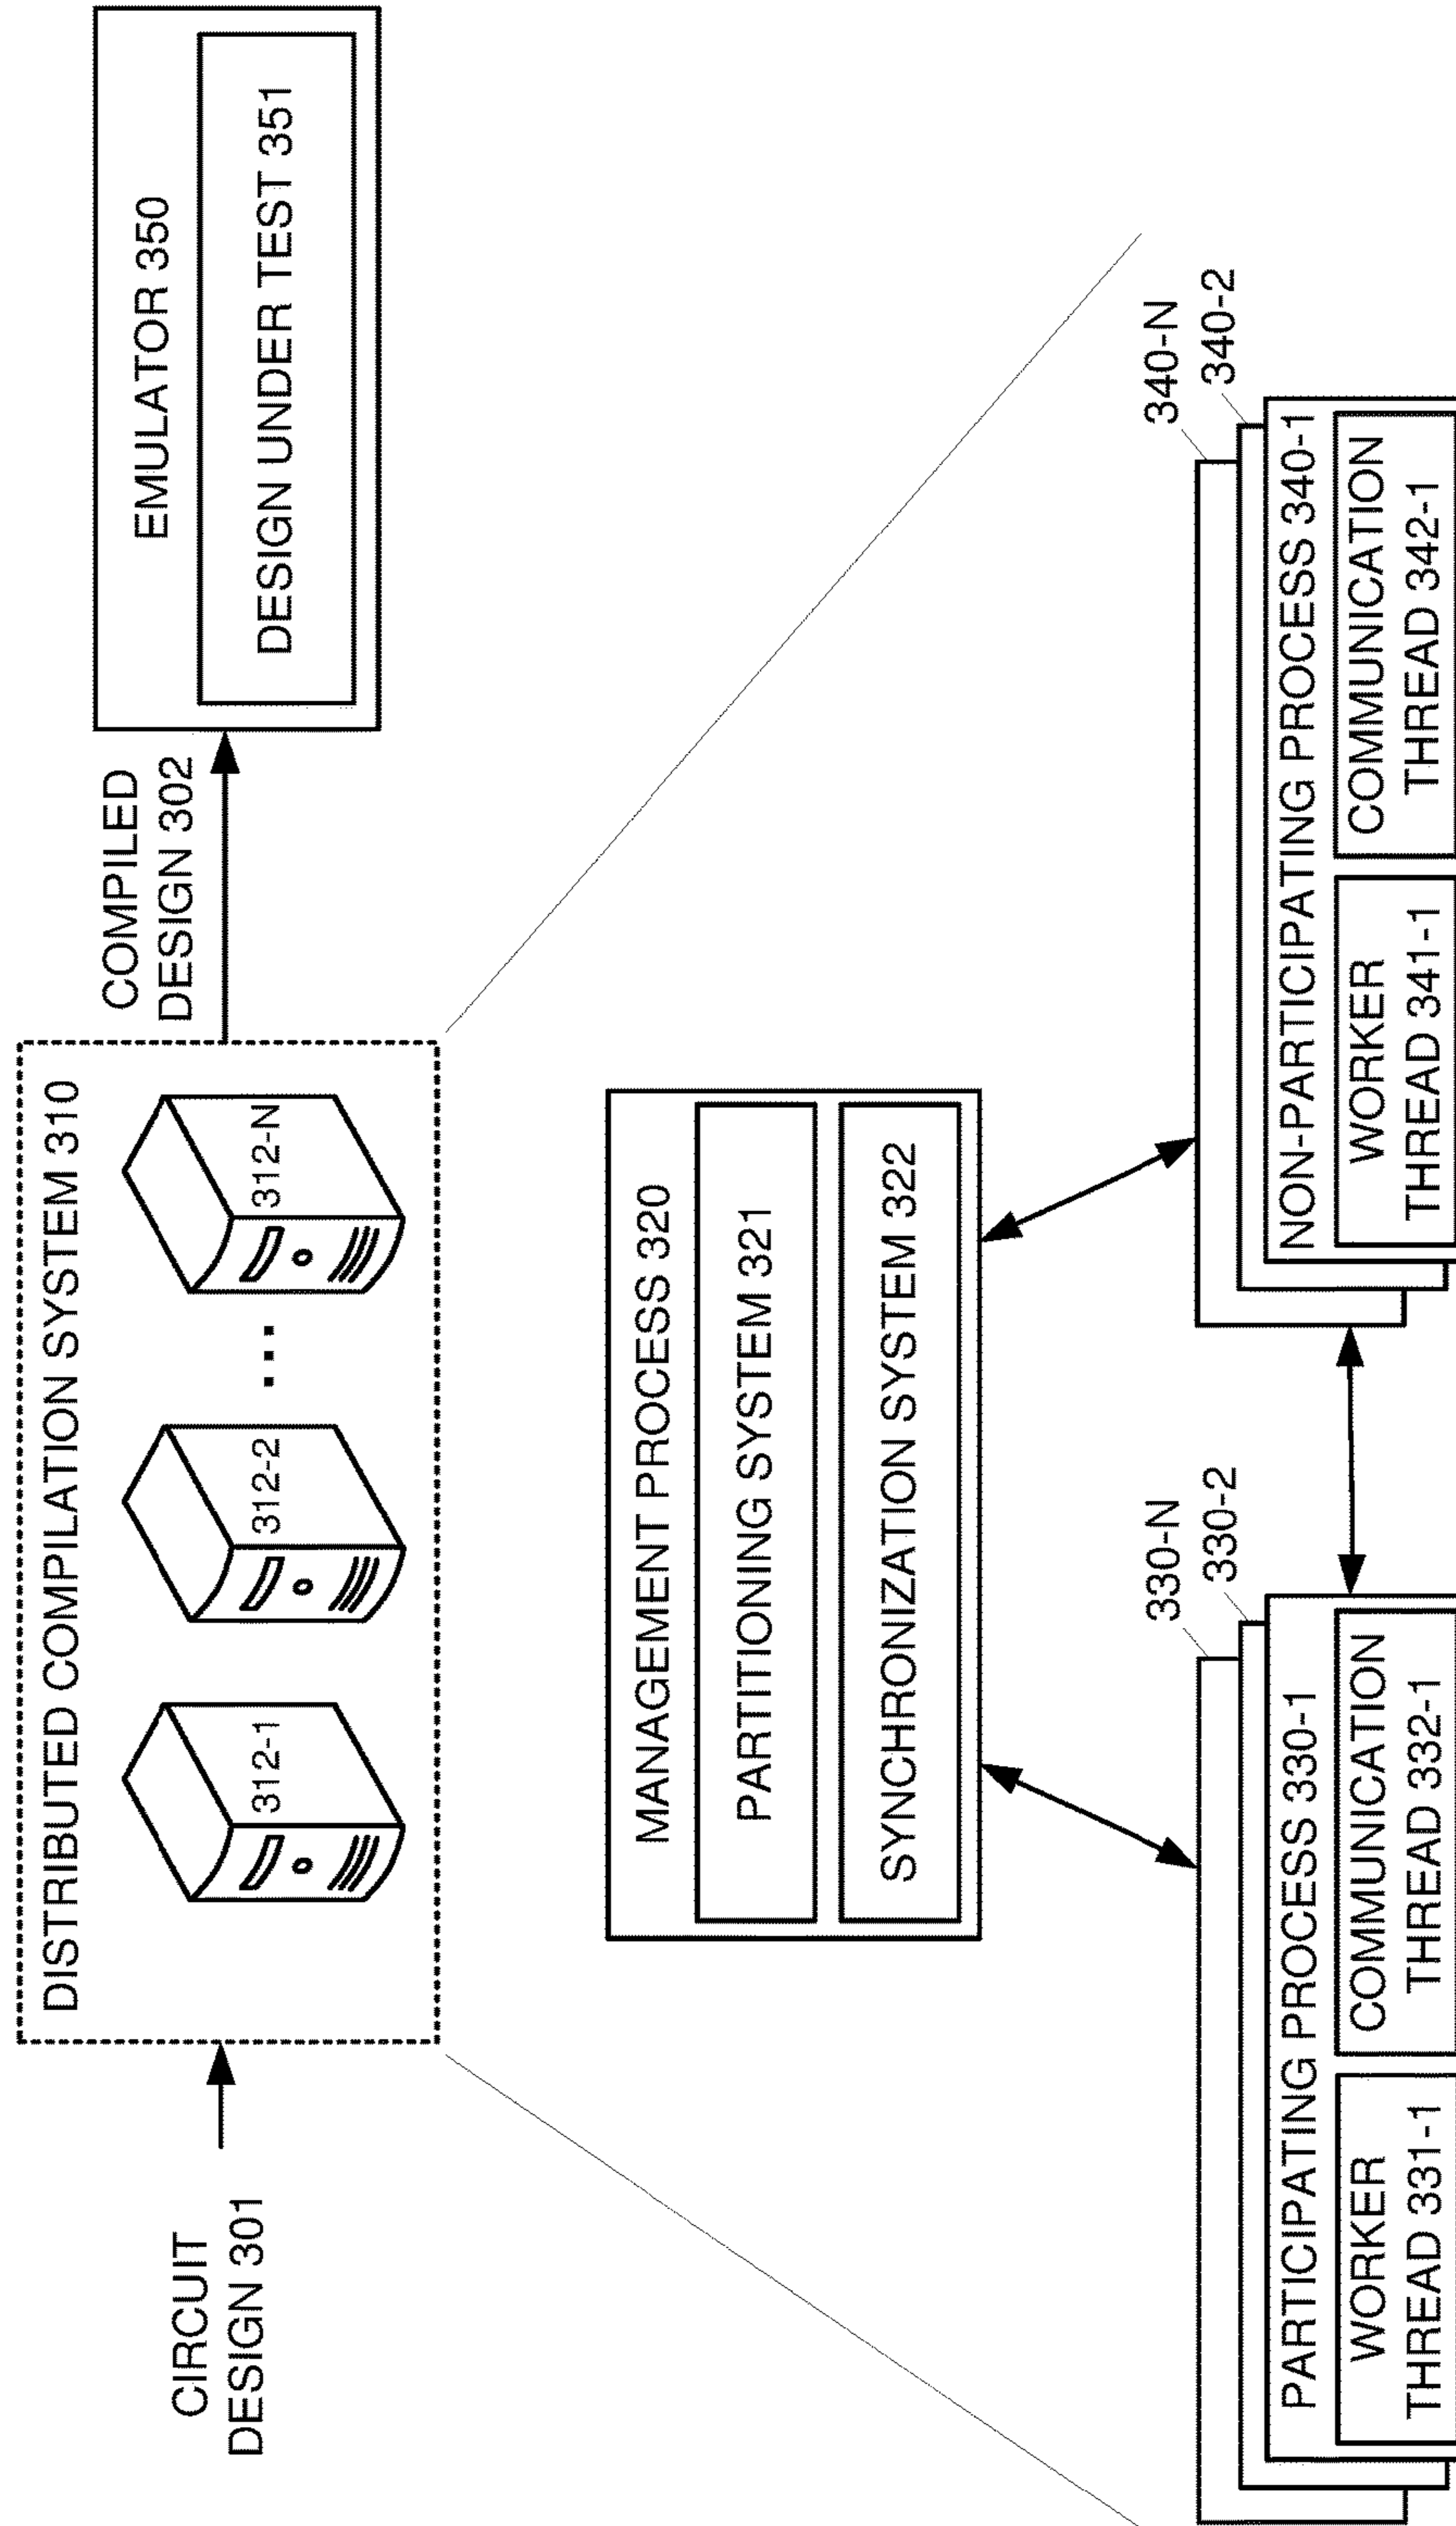 CIRCUIT
DESIGN 301
DISTRIBUTED COMPILATION SYSTEM 310
312-1
312-2
...
312-N
COMPILED
DESIGN 302
EMULATOR 350
DESIGN UNDER TEST 351
MANAGEMENT PROCESS 320
PARTITIONING SYSTEM 321
SYNCHRONIZATION SYSTEM 322
330-N
330-2
PARTICIPATING PROCESS 330-1
WORKER
THREAD 331-1
COMMUNICATION
THREAD 332-1
340-N
340-2
NON-PARTICIPATING PROCESS 340-1
WORKER
THREAD 341-1
COMMUNICATION
THREAD 342-1